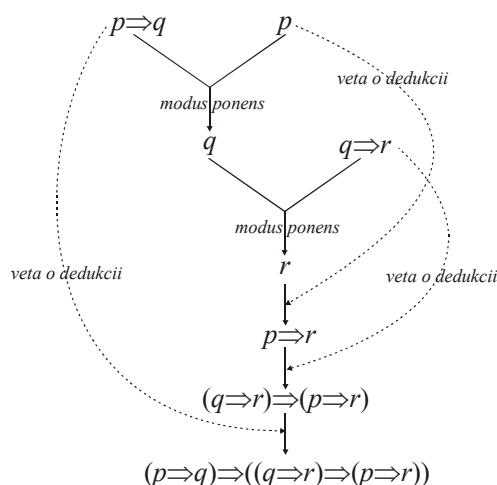 p⇒q p
veta o dedukcii
modus ponens
q q⇒r
modus ponens
r
veta o dedukcii veta o dedukcii
p⇒r
(q⇒r)⇒(p⇒r)
(p⇒q)⇒((q⇒r)⇒(p⇒r))